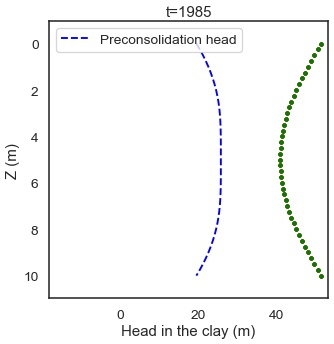 t=1985
Preconsolidation head
0
2
4
6
8
10
Z (m)
0 20 40
Head in the clay (m)